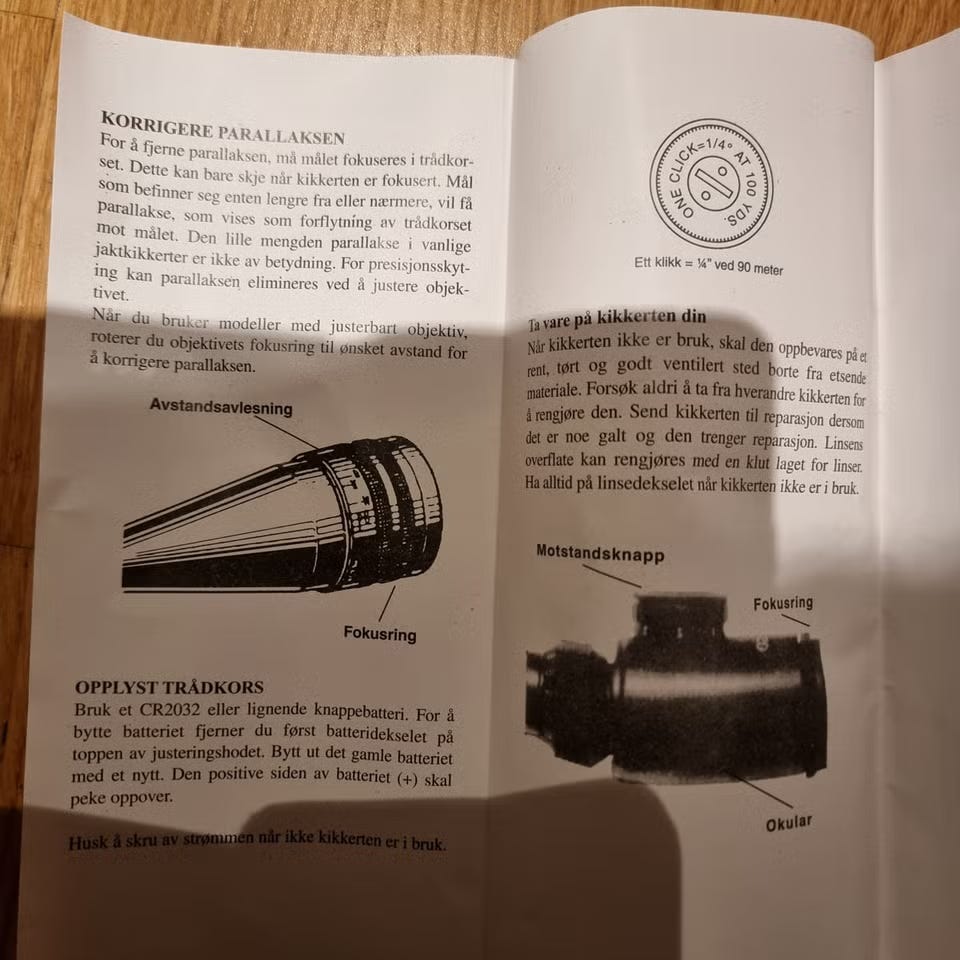 KORRIGERE PARALLAKSEN
For å fjerne parallaksen, må målet fokuseres i trådkor-
set. Dette kan bare skje når kikkerten er fokusert. Mål
som befinner seg enten lengre fra eller nærmere, vil få
parallakse, som vises som forflytning av trådkorset
mot målet. Den lille mengden parallakse i vanlige
jaktkikkerter er ikke av betydning. For presisjonsskyt-
ing kan parallaksen elimineres ved å justere objek-
tivet.
Når du bruker modeller med justerbart objektiv,
roterer du objektivets fokusring til ønsket avstand for
å korrigere parallaksen.
Avstandsavlesning
Fokusring
OPPLYST TRÅDKORS
Bruk et CR2032 eller lignende knappebatteri. For å
bytte batteriet fjerner du først batteridekselet på
toppen av justeringshodet. Bytt ut det gamle batteriet
med et nytt. Den positive siden av batteriet (+) skal
peke oppover.
Husk å skru av strømmen når ikke kikkerten er i bruk.
ONE CLICK=1/4° AT 100 YDS.
Ett klikk = ¼" ved 90 meter
Ta vare på kikkerten din
Når kikkerten ikke er bruk, skal den oppbevares på et
rent, tørt og godt ventilert sted borte fra etsende
materiale. Forsøk aldri å ta fra hverandre kikkerten for
å rengjøre den. Send kikkerten til reparasjon dersom
det er noe galt og den trenger reparasjon. Linsens
overflate kan rengjøres med en klut laget for linser.
Ha alltid på linsedekselet når kikkerten ikke er i bruk.
Motstandsknapp
Fokusring
Okular